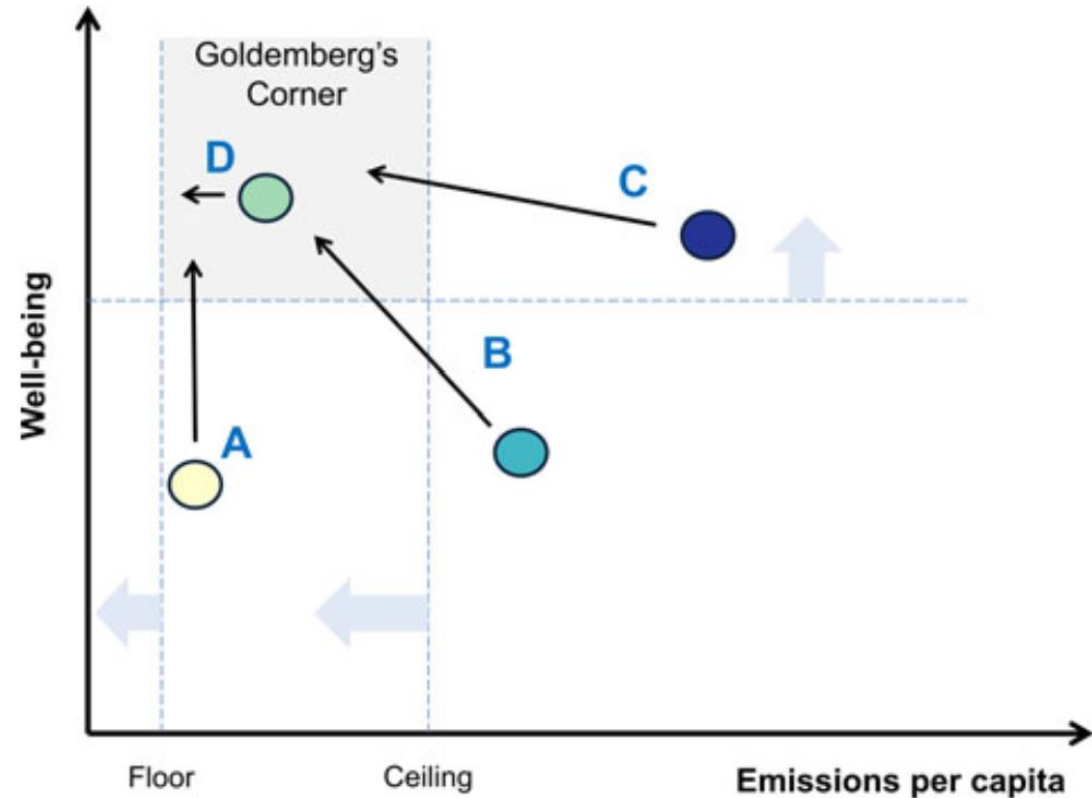 Goldemberg's
Corner
D
C
B
A
Well-being
Floor
Ceiling
Emissions per capita